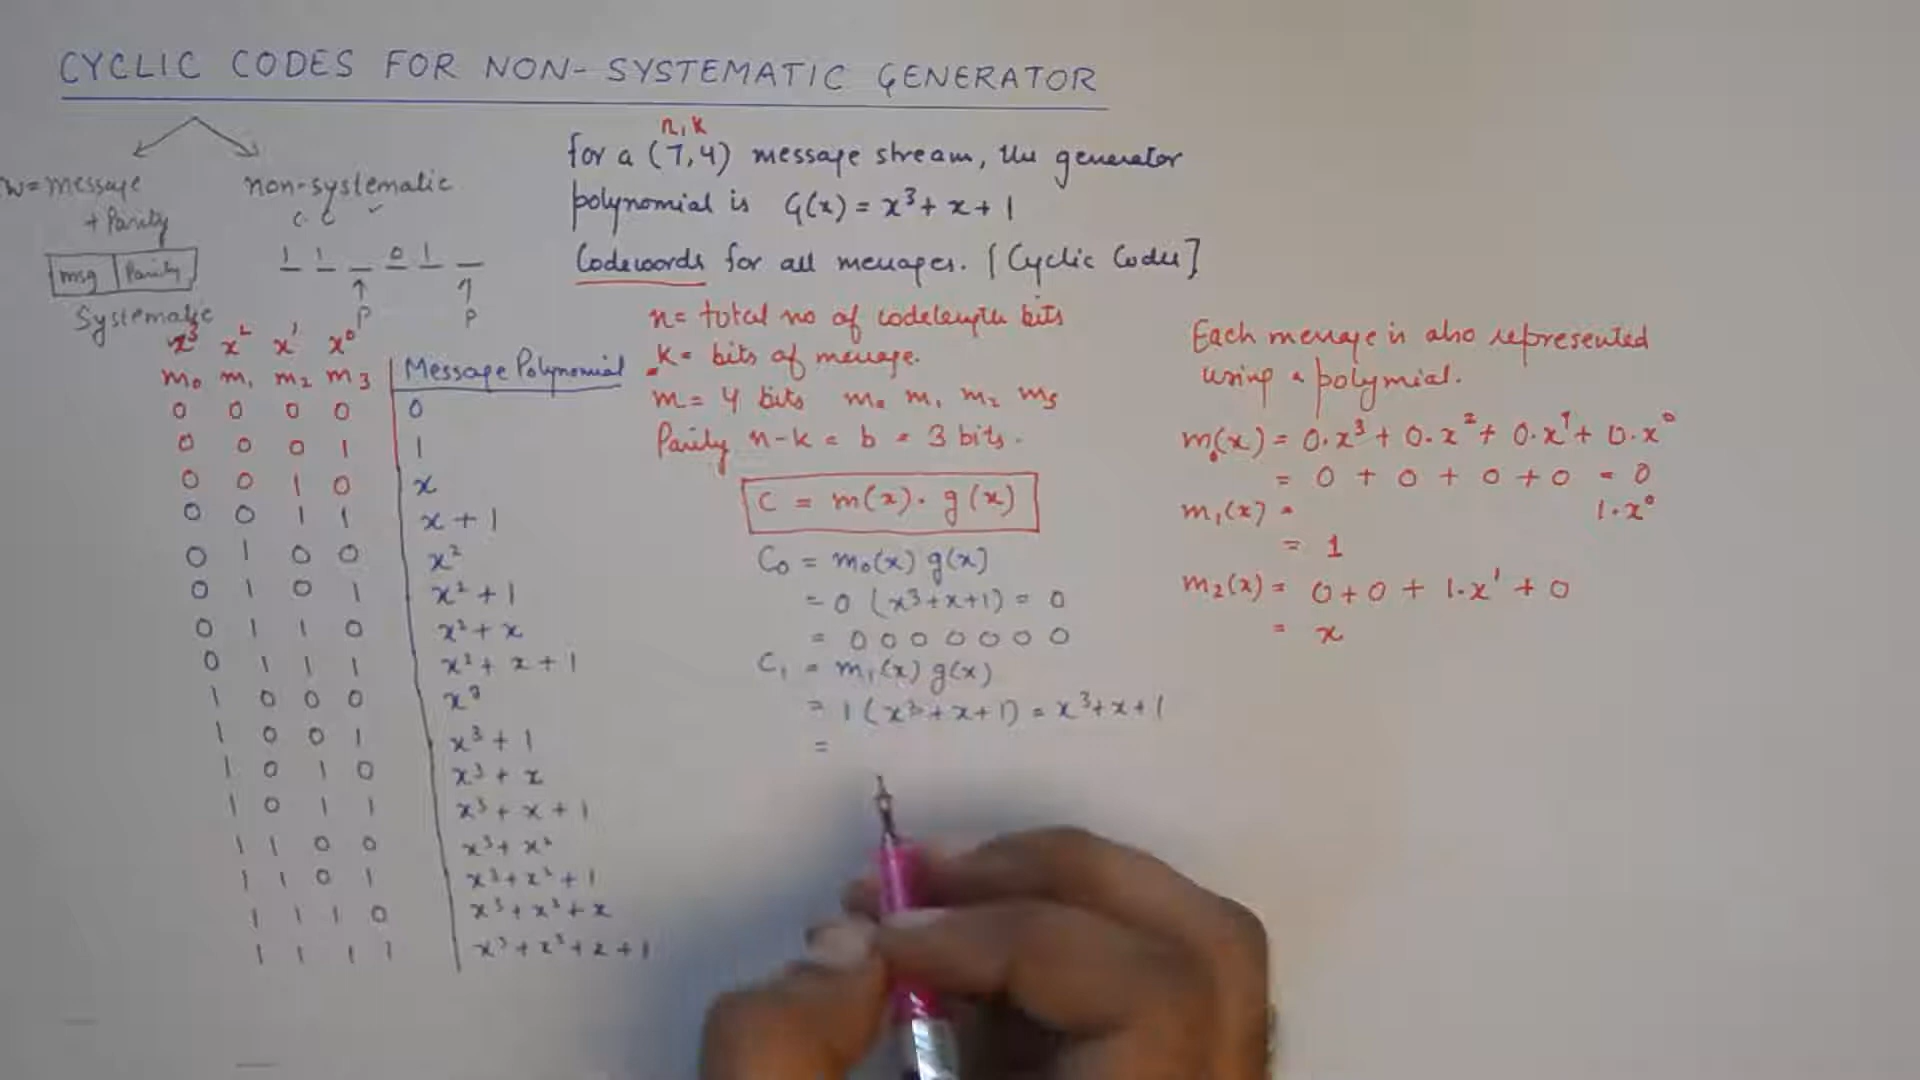 CYCLIC CODES FOR NON-SYSTEMATIC GENERATOR
w=message
+ Parity
msg Parity
Systematic
non-systematic
C.C
1 1 _ 0 1 _
↑ ↑
P P
n,k
for a (7,4) message stream, the generator
polynomial is G(x) = x³ + x + 1
Codewords for all messages. [Cyclic Codes]
n = total no of codelength bits
k = bits of message.
m = 4 bits m₀ m₁ m₂ m₃
Parity n-k = b = 3 bits.
x³ x² x¹ x⁰
m₀ m₁ m₂ m₃ Message Polynomial
0 0 0 0 0
0 0 0 1 1
0 0 1 0 x
0 0 1 1 x + 1
0 1 0 0 x²
0 1 0 1 x² + 1
0 1 1 0 x² + x
0 1 1 1 x² + x + 1
1 0 0 0 x³
1 0 0 1 x³ + 1
1 0 1 0 x³ + x
1 0 1 1 x³ + x + 1
1 1 0 0 x³ + x²
1 1 0 1 x³ + x² + 1
1 1 1 0 x³ + x² + x
1 1 1 1 x³ + x² + x + 1
C = m(x). g(x)
C₀ = m₀(x) g(x)
= 0 (x³+x+1) = 0
= 0 0 0 0 0 0 0
C₁ = m₁(x) g(x)
= 1 (x³+x+1) = x³+x+1
=
Each message is also represented
using a polymial.
m₀(x) = 0.x³ + 0.x² + 0.x¹ + 0.x⁰
= 0 + 0 + 0 + 0 = 0
m₁(x) = 1.x⁰
= 1
m₂(x) = 0+0 + 1.x¹ + 0
= x